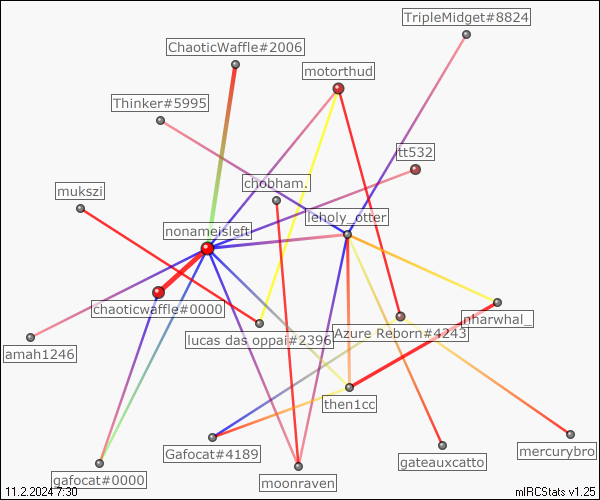 TripleMidget#8824
ChaoticWaffle#2006
motorthud
Thinker#5995
tt532
chobham.
mukszi
leholy_otter
nonameisleft
chaoticwaffle#0000
nharwhal_
Azure Reborn#4243
lucas das oppai#2396
amah1246
then1cc
mercurybro
Gafocat#4189
gateauxcatto
gafocat#0000
moonraven
11.2.2024 7:30
mIRCStats v1.25